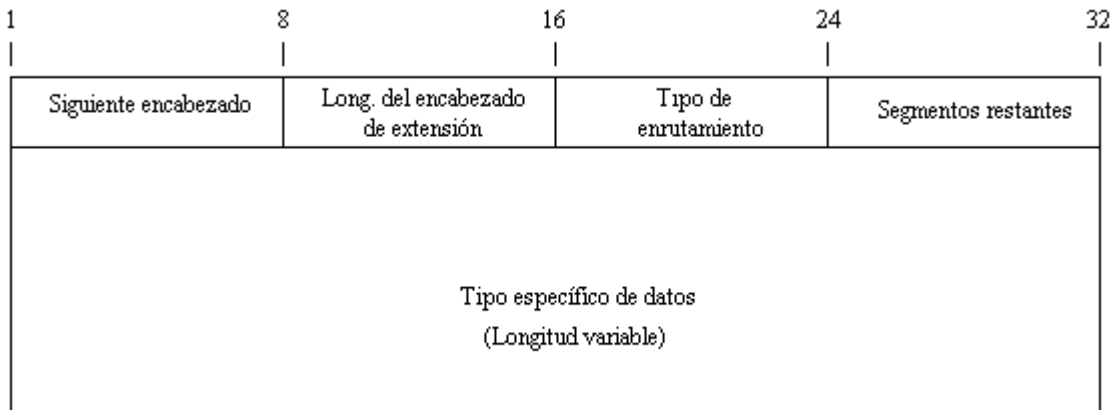 1 8 16 24 32
Siguiente encabezado
Long. del encabezado
de extensión
Tipo de
enrutamiento
Segmentos restantes
Tipo específico de datos
(Longitud variable)